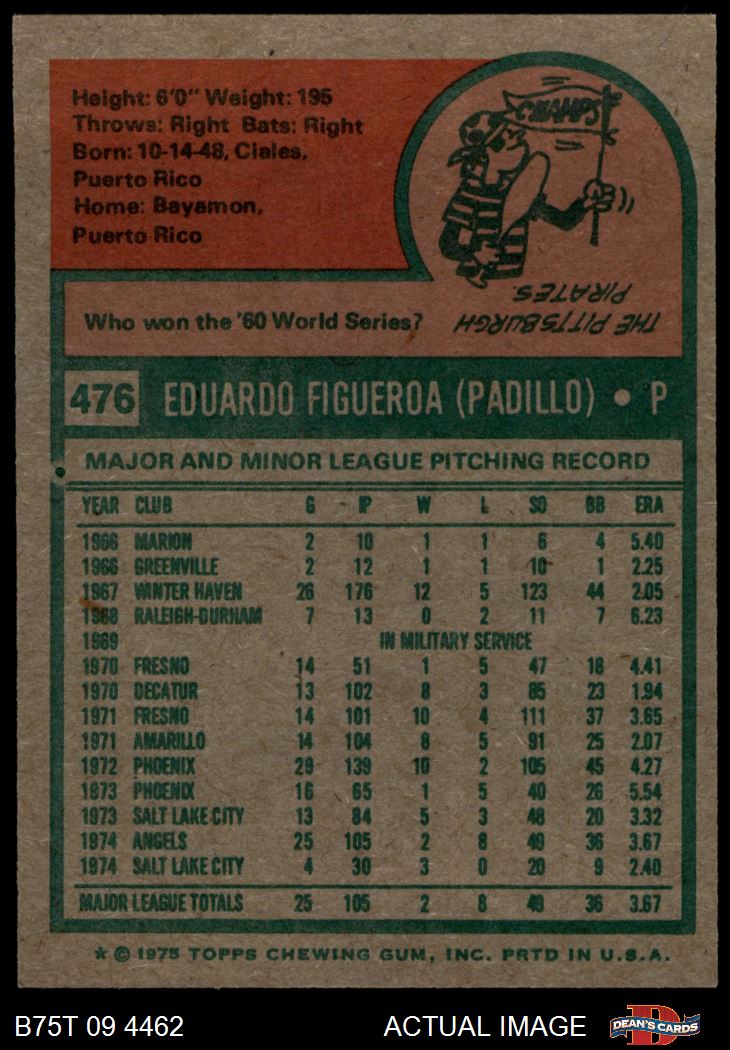 Height: 6'0" Weight: 195
Throws: Right Bats: Right
Born: 10-14-48, Ciales,
Puerto Rico
Home: Bayamon,
Puerto Rico
CHAMPS
Who won the '60 World Series?
THE PITTSBURGH
PIRATES.
476 EDUARDO FIGUEROA (PADILLO) • P
MAJOR AND MINOR LEAGUE PITCHING RECORD
YEAR CLUB G IP W L SO BB ERA
1966 MARION 2 10 1 1 6 4 5.40
1966 GREENVILLE 2 12 1 1 10 1 2.25
1967 WINTER HAVEN 26 176 12 5 123 44 2.05
1968 RALEIGH-DURHAM 7 13 0 2 11 7 6.23
1969 IN MILITARY SERVICE
1970 FRESNO 14 51 1 5 47 18 4.41
1970 DECATUR 13 102 8 3 85 23 1.94
1971 FRESNO 14 101 10 4 111 37 3.65
1971 AMARILLO 14 104 8 5 91 25 2.07
1972 PHOENIX 29 139 10 2 105 45 4.27
1973 PHOENIX 16 65 1 5 40 26 5.54
1973 SALT LAKE CITY 13 84 5 3 48 20 3.32
1974 ANGELS 25 105 2 8 49 36 3.67
1974 SALT LAKE CITY 4 30 3 0 20 9 2.40
MAJOR LEAGUE TOTALS 25 105 2 8 49 36 3.67
* © 1975 TOPPS CHEWING GUM, INC. PRTD IN U.S.A.
B75T 09 4462 ACTUAL IMAGE D DEAN'S CARDS